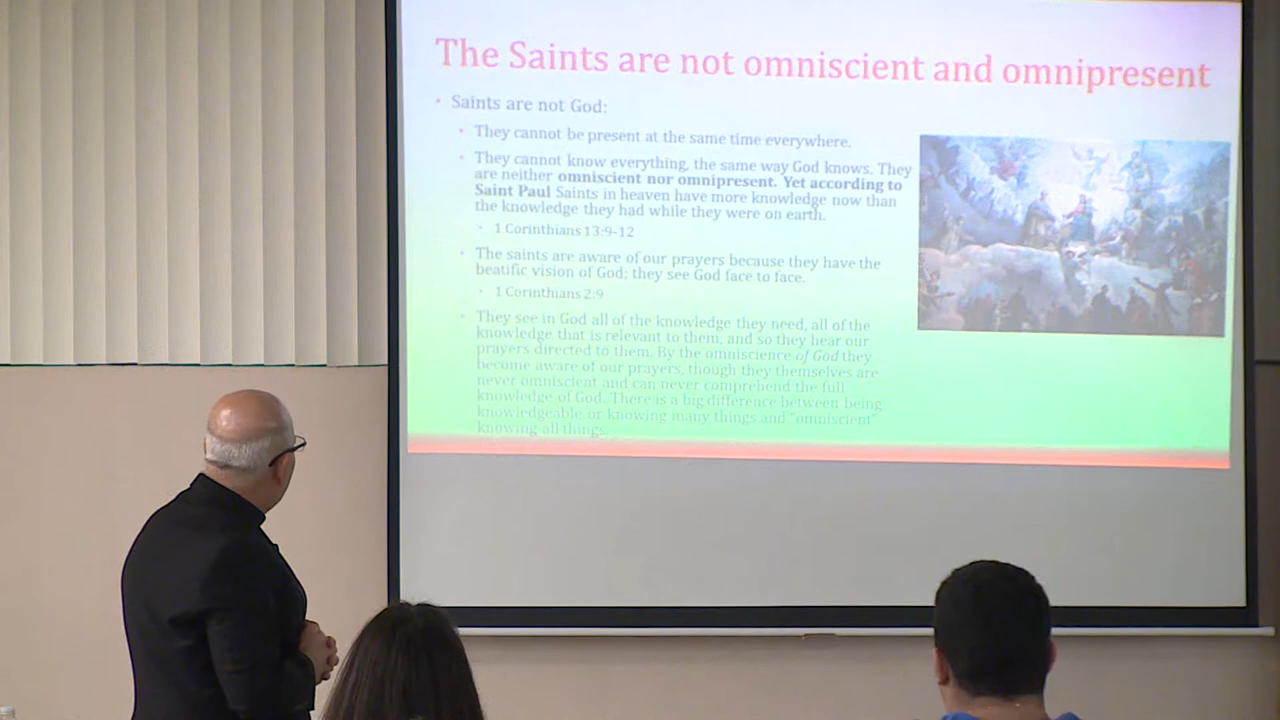 The Saints are not omniscient and omnipresent
• Saints are not God:
• They cannot be present at the same time everywhere.
• They cannot know everything, the same way God knows. They
are neither omniscient nor omnipresent. Yet according to
Saint Paul Saints in heaven have more knowledge now than
the knowledge they had while they were on earth.
• 1 Corinthians 13:9-12
• The saints are aware of our prayers because they have the
beatific vision of God; they see God face to face.
• 1 Corinthians 2:9
• They see in God all of the knowledge they need, all of the
knowledge that is relevant to them, and so they hear our
prayers directed to them. By the omniscience of God they
become aware of our prayers, though they themselves are
never omniscient and can never comprehend the full
knowledge of God. There is a big difference between being
knowledgeable or knowing many things and "omniscient"
knowing all things.